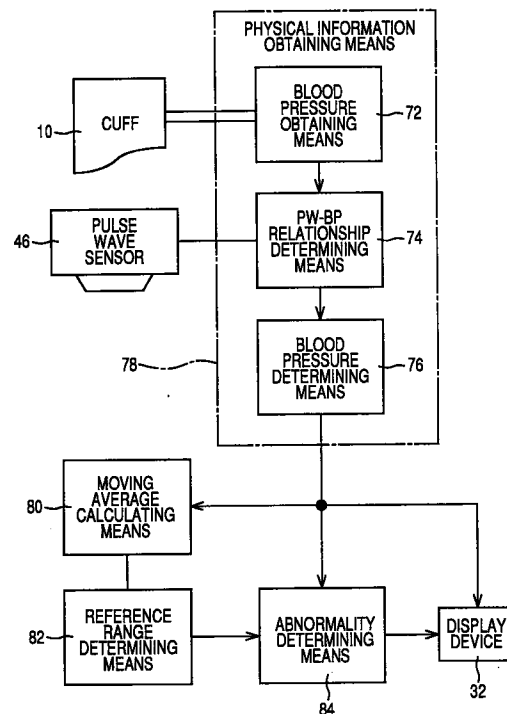 PHYSICAL INFORMATION
OBTAINING MEANS
CUFF
10
BLOOD
PRESSURE
OBTAINING
MEANS
72
PULSE
WAVE
SENSOR
46
PW-BP
RELATIONSHIP
DETERMINING
MEANS
74
BLOOD
PRESSURE
DETERMINING
MEANS
76
78
MOVING
AVERAGE
CALCULATING
MEANS
80
REFERENCE
RANGE
DETERMINING
MEANS
82
ABNORMALITY
DETERMINING
MEANS
84
DISPLAY
DEVICE
32